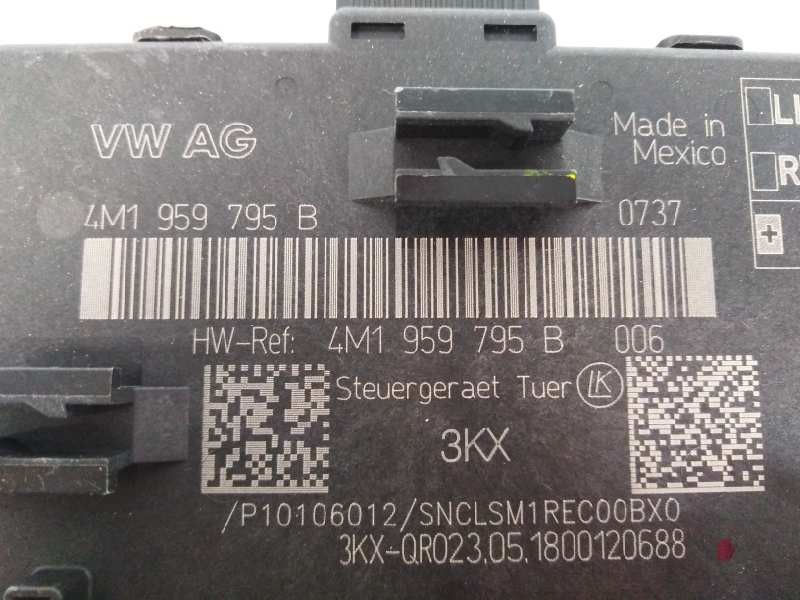 VW AG
Made in
Mexico
4M1 959 795 B 0737
HW-Ref: 4M1 959 795 B 006
Steuergeraet Tuer LK
3KX
/P10106012/SNCLSM1REC00BX0
3KX-QR023.05.1800120688